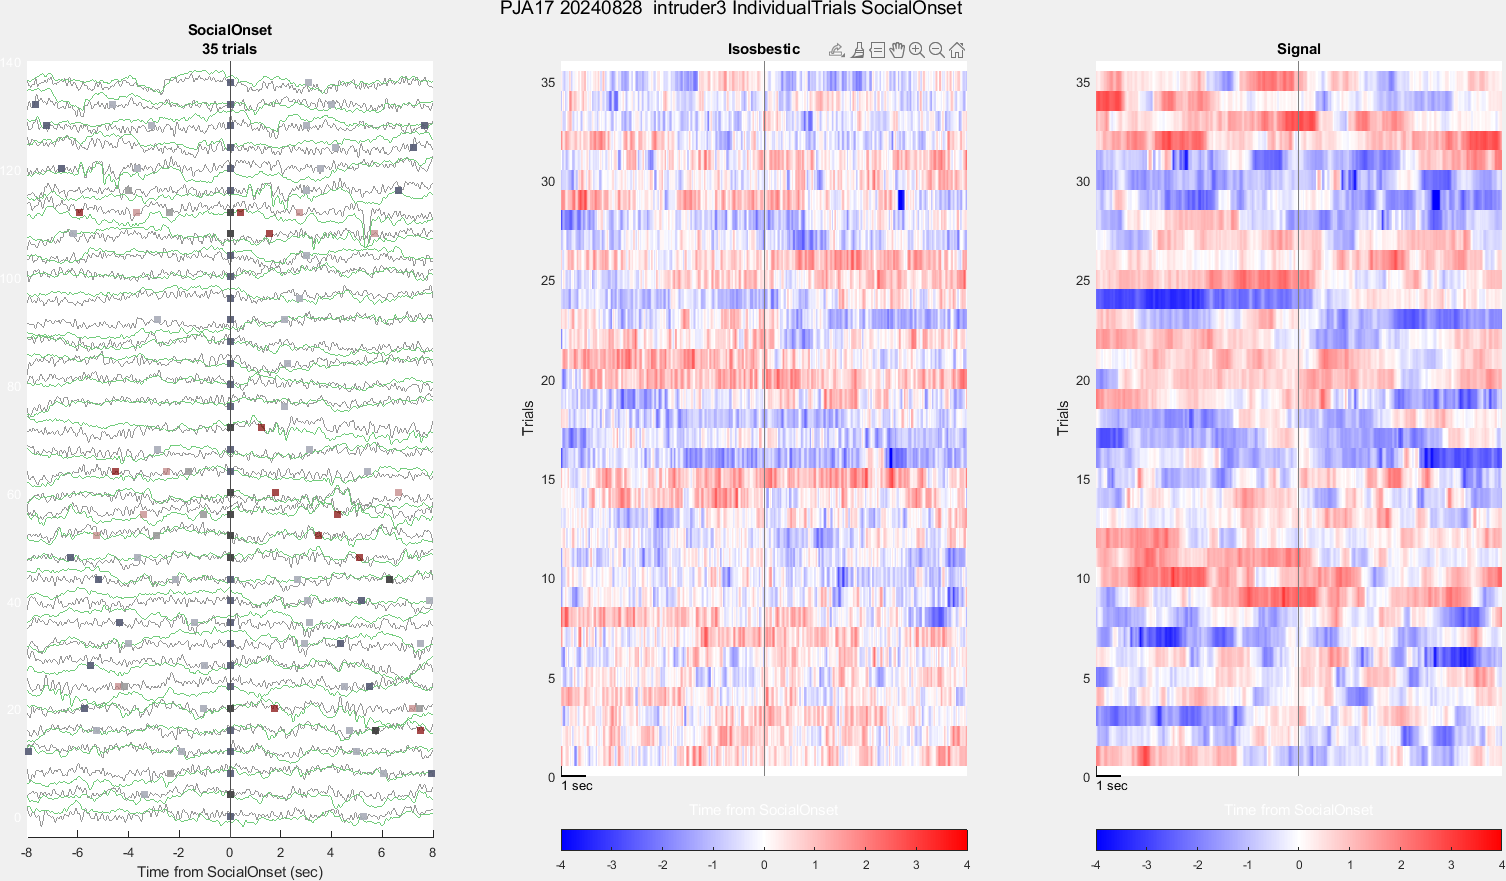 PJA17 20240828 intruder3 IndividualTrials SocialOnset
SocialOnset
35 trials
140
120
100
80
60
40
20
0
-8 -6 -4 -2 0 2 4 6 8
Time from SocialOnset (sec)
Isosbestic
Trials
35
30
25
20
15
10
5
0
1 sec
Time from SocialOnset
-4 -3 -2 -1 0 1 2 3 4
Signal
Trials
35
30
25
20
15
10
5
0
1 sec
Time from SocialOnset
-4 -3 -2 -1 0 1 2 3 4